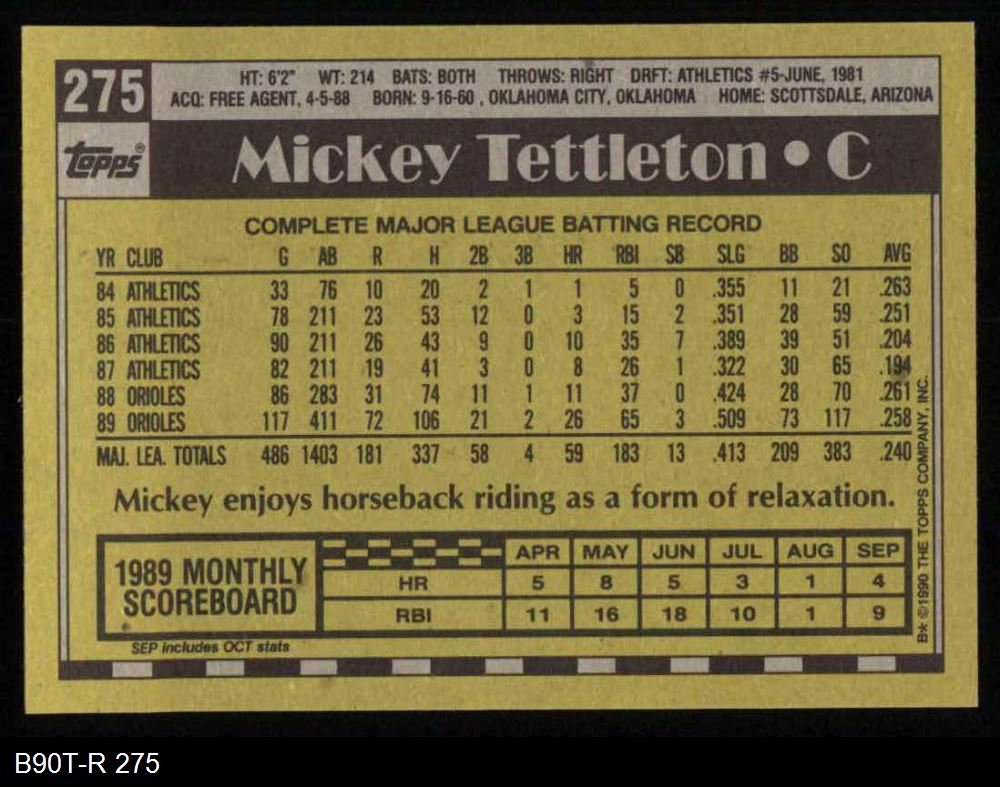 275
HT: 6'2" WT: 214 BATS: BOTH THROWS: RIGHT DRFT: ATHLETICS #5-JUNE, 1981
ACQ: FREE AGENT, 4-5-88 BORN: 9-16-60 , OKLAHOMA CITY, OKLAHOMA HOME: SCOTTSDALE, ARIZONA
Topps®
Mickey Tettleton • C
COMPLETE MAJOR LEAGUE BATTING RECORD
YR CLUB G AB R H 2B 3B HR RBI SB SLG BB SO AVG
84 ATHLETICS 33 76 10 20 2 1 1 5 0 .355 11 21 .263
85 ATHLETICS 78 211 23 53 12 0 3 15 2 .351 28 59 .251
86 ATHLETICS 90 211 26 43 9 0 10 35 7 .389 39 51 .204
87 ATHLETICS 82 211 19 41 3 0 8 26 1 .322 30 65 .194
88 ORIOLES 86 283 31 74 11 1 11 37 0 .424 28 70 .261
89 ORIOLES 117 411 72 106 21 2 26 65 3 .509 73 117 .258
MAJ. LEA. TOTALS 486 1403 181 337 58 4 59 183 13 .413 209 383 .240
Mickey enjoys horseback riding as a form of relaxation.
1989 MONTHLY
SCOREBOARD
APR MAY JUN JUL AUG SEP
HR 5 8 5 3 1 4
RBI 11 16 18 10 1 9
SEP includes OCT stats
B* ©1990 THE TOPPS COMPANY, INC.
B90T-R 275